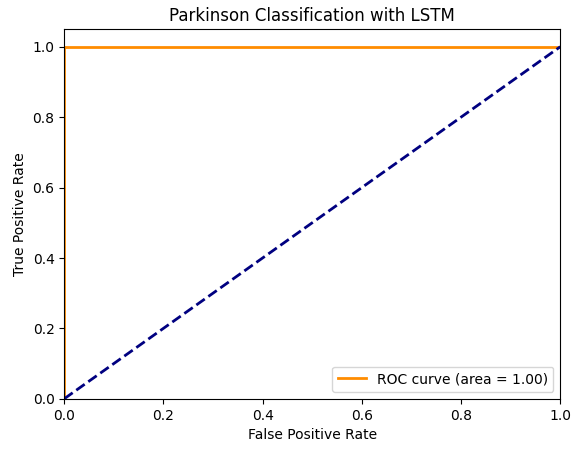 Parkinson Classification with LSTM
1.0
0.8
0.6
0.4
0.2
0.0
True Positive Rate
ROC curve (area = 1.00)
0.0 0.2 0.4 0.6 0.8 1.0
False Positive Rate